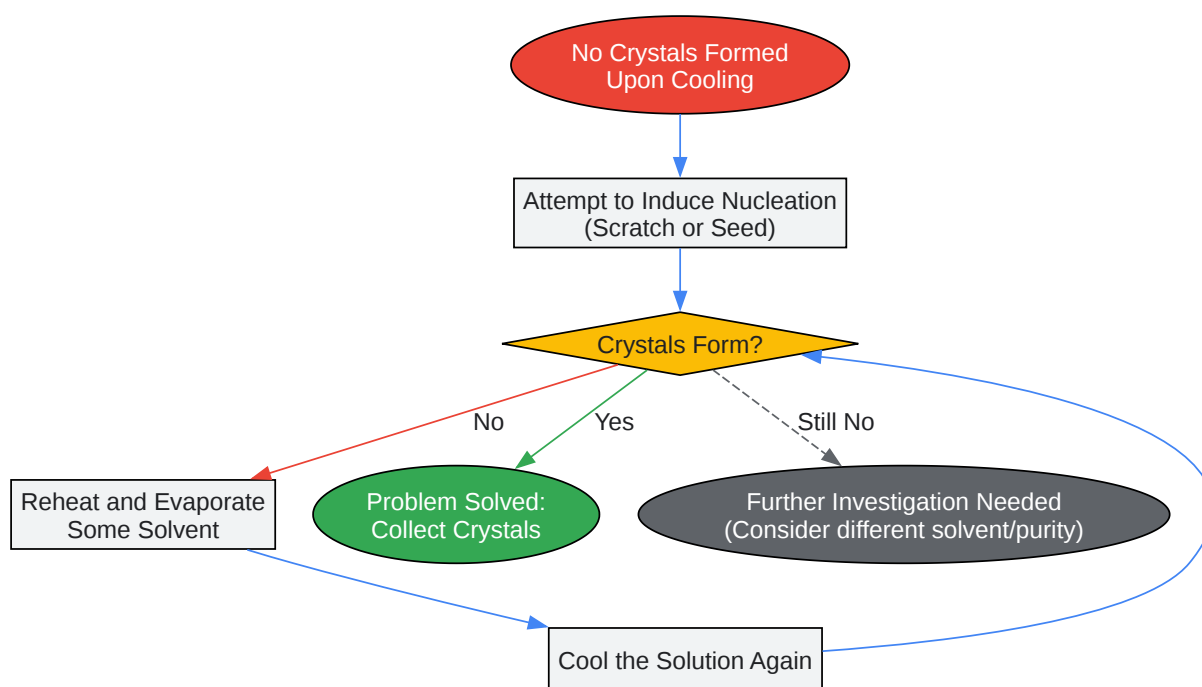 No Crystals Formed
Upon Cooling
Attempt to Induce Nucleation
(Scratch or Seed)
Crystals Form?
No
Yes
Still No
Reheat and Evaporate
Some Solvent
Problem Solved:
Collect Crystals
Further Investigation Needed
(Consider different solvent/purity)
Cool the Solution Again